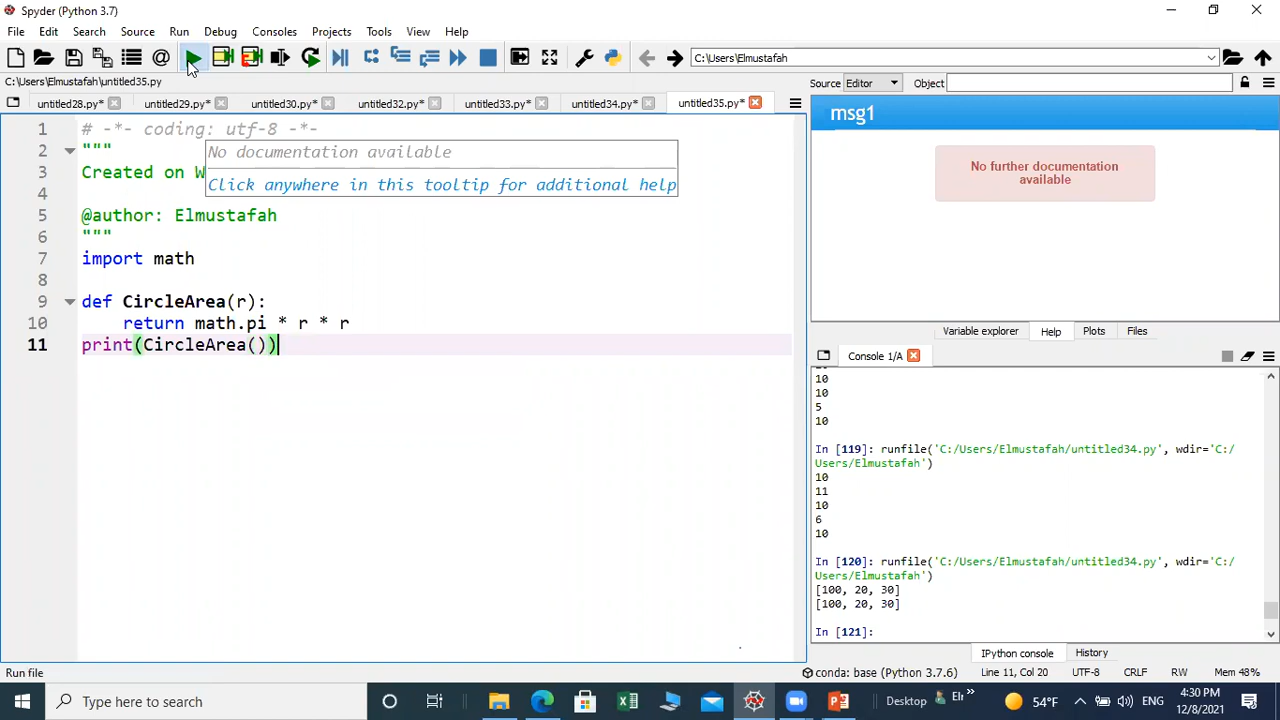 Spyder (Python 3.7)
File Edit Search Source Run Debug Consoles Projects Tools View Help
C:\Users\Elmustafah
C:\Users\Elmustafah\untitled35.py
untitled28.py* untitled29.py* untitled30.py* untitled32.py* untitled33.py* untitled34.py* untitled35.py*
1 # -*- coding: utf-8 -*-
2 """
No documentation available
3 Created on W
Click anywhere in this tooltip for additional help
4
5 @author: Elmustafah
6 """
7 import math
8
9 def CircleArea(r):
10 return math.pi * r * r
11 print(CircleArea())
Source Editor Object
msg1
No further documentation
available
Variable explorer Help Plots Files
Console 1/A
10
10
5
10
In [119]: runfile('C:/Users/Elmustafah/untitled34.py', wdir='C:/
Users/Elmustafah')
10
11
10
6
10
In [120]: runfile('C:/Users/Elmustafah/untitled34.py', wdir='C:/
Users/Elmustafah')
[100, 20, 30]
[100, 20, 30]
In [121]:
IPython console History
Run file
conda: base (Python 3.7.6) Line 11, Col 20 UTF-8 CRLF RW Mem 48%
Type here to search
Desktop
54°F
ENG
4:30 PM
12/8/2021